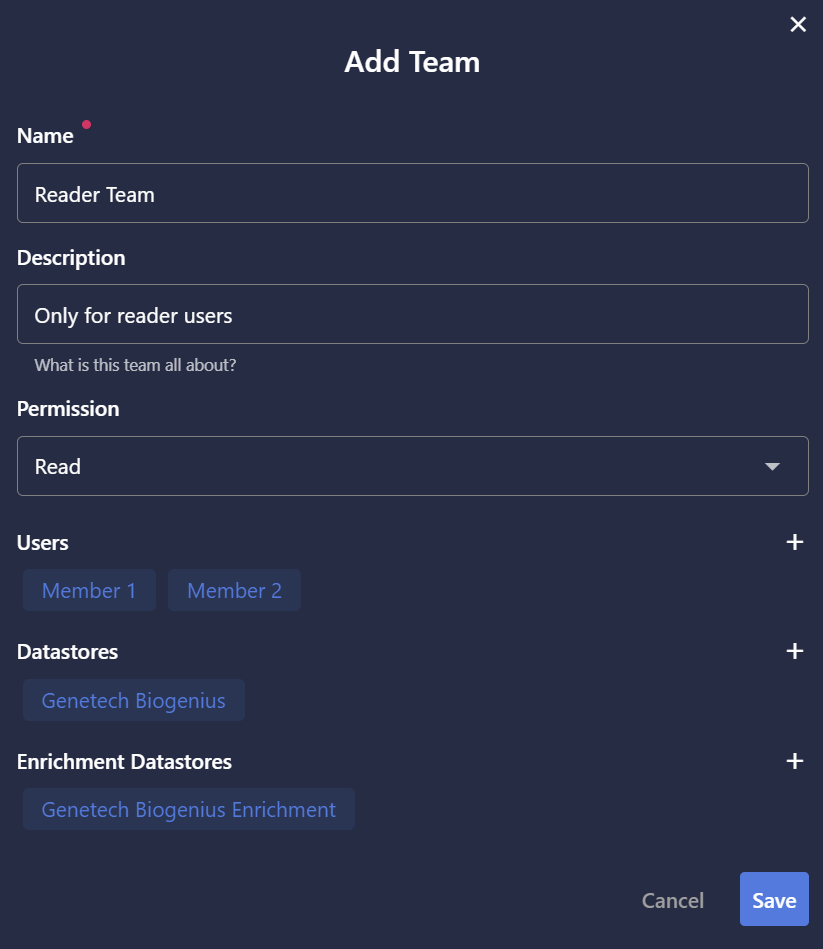 Add Team
Name
Reader Team
Description
Only for reader users
What is this team all about?
Permission
Read
Users
Member 1 Member 2
Datastores
Genetech Biogenius
Enrichment Datastores
Genetech Biogenius Enrichment
Cancel Save